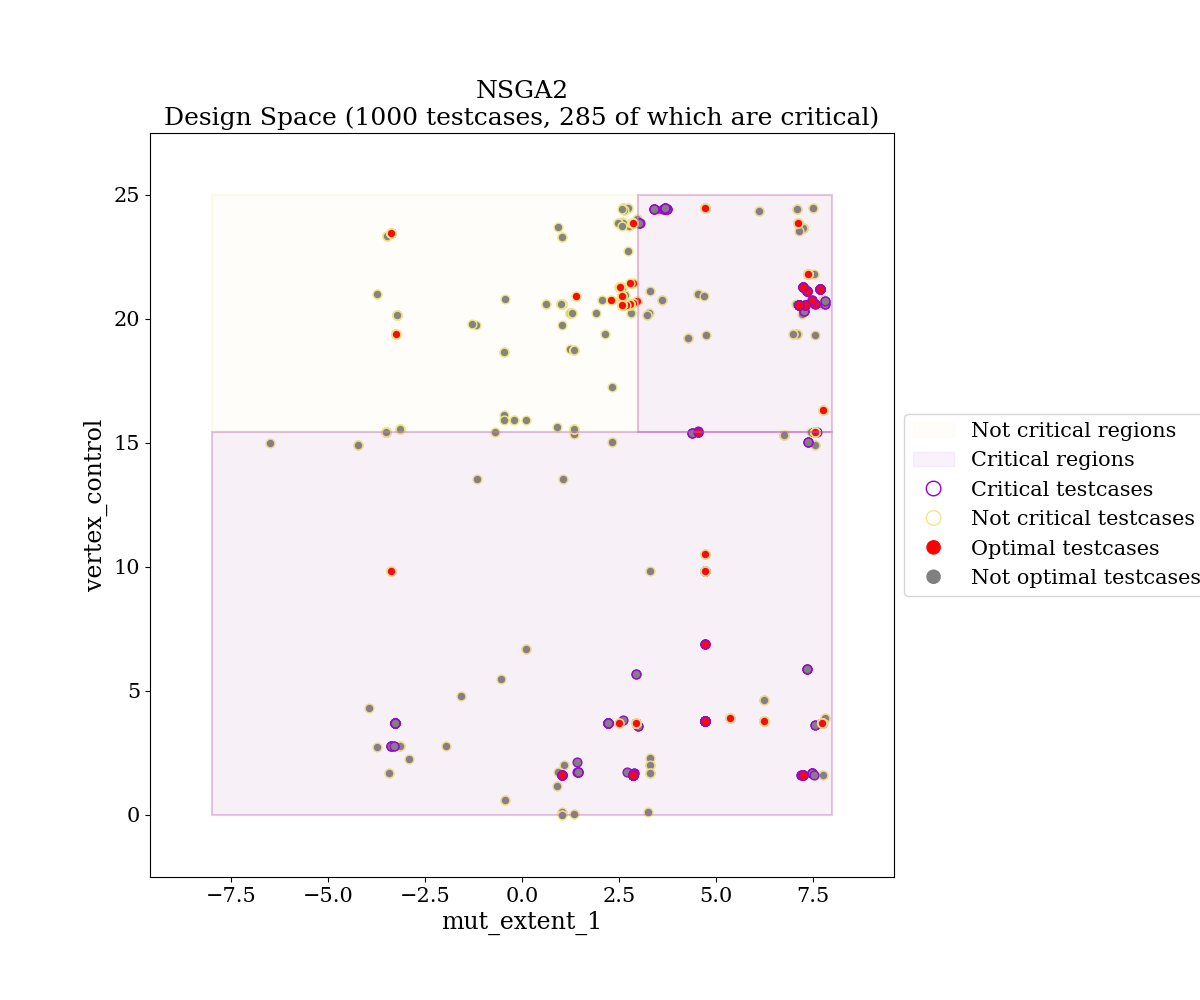 NSGA2
Design Space (1000 testcases, 285 of which are critical)
25
20
15
10
5
0
vertex_control
−7.5
−5.0
−2.5
0.0
2.5
5.0
7.5
mut_extent_1
Not critical regions
Critical regions
Critical testcases
Not critical testcases
Optimal testcases
Not optimal testcases